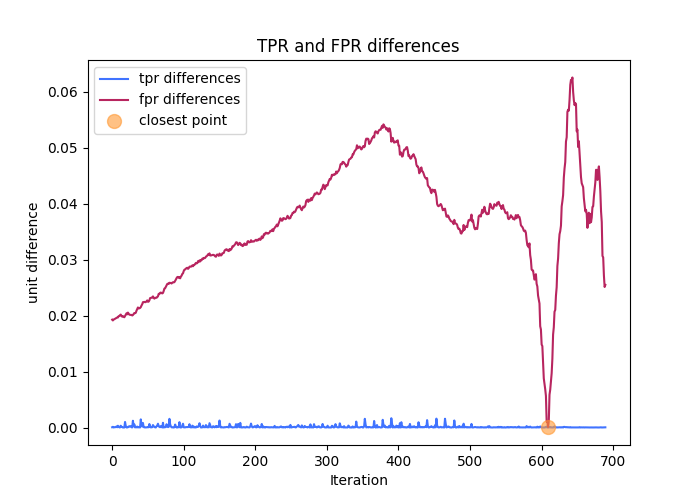 TPR and FPR differences
tpr differences
fpr differences
closest point
unit difference
0.06
0.05
0.04
0.03
0.02
0.01
0.00
0 100 200 300 400 500 600 700
Iteration